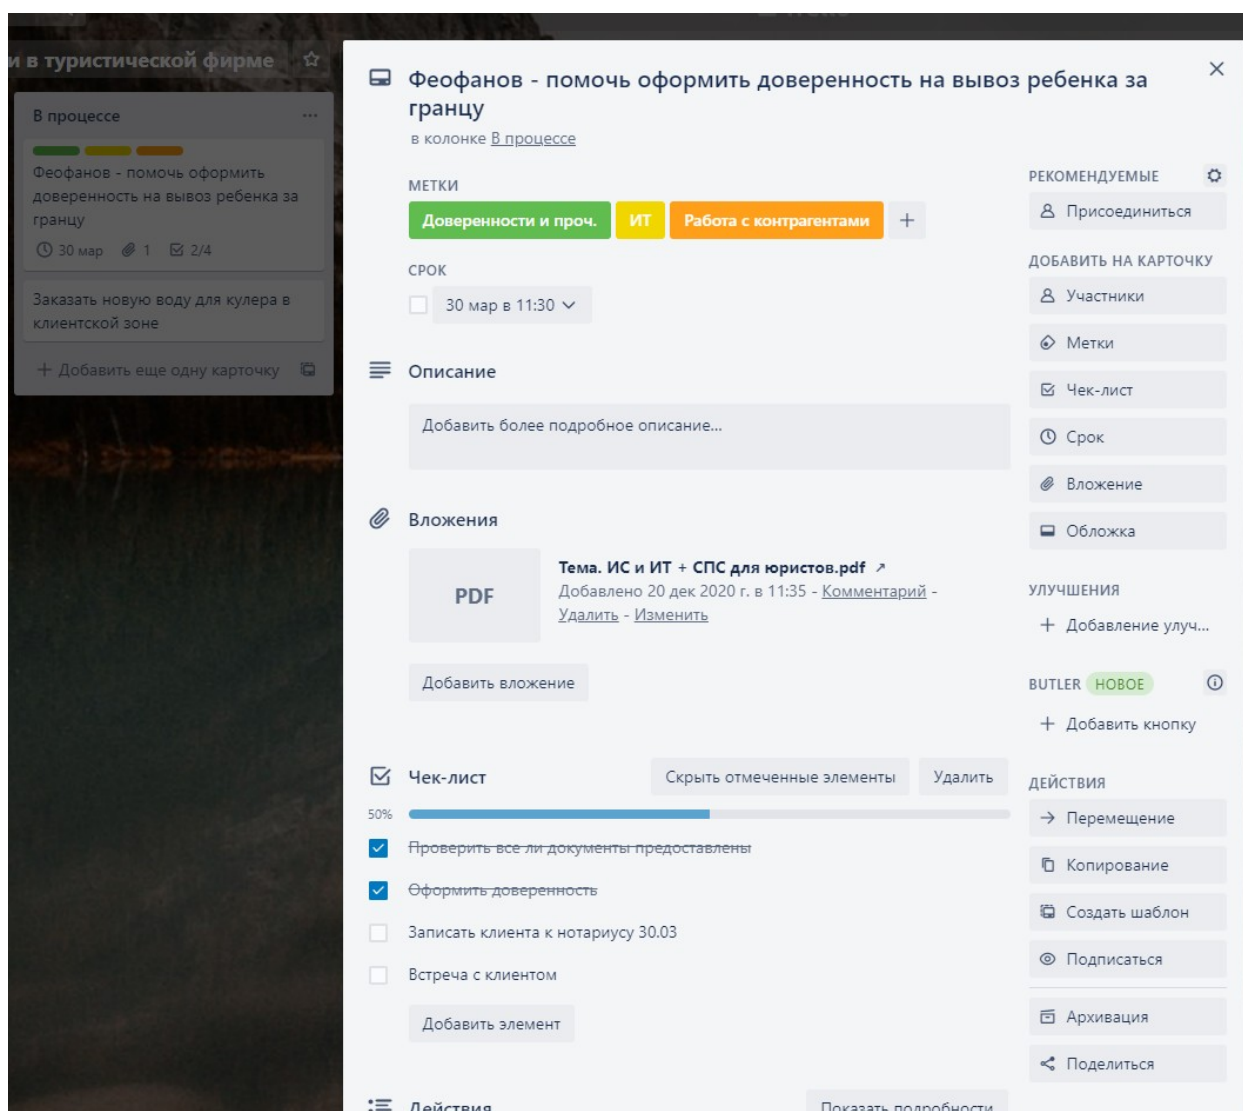 и в туристической фирме
В процессе
Феофанов - помочь оформить
доверенность на вывоз ребенка за
гранцу
30 мар 1 2/4
Заказать новую воду для кулера в
клиентской зоне
+ Добавить еще одну карточку
Феофанов - помочь оформить доверенность на вывоз ребенка за
гранцу
в колонке В процессе
МЕТКИ
Доверенности и проч. ИТ Работа с контрагентами +
СРОК
30 мар в 11:30
Описание
Добавить более подробное описание...
Вложения
PDF
Тема. ИС и ИТ + СПС для юристов.pdf ↗
Добавлено 20 дек 2020 г. в 11:35 - Комментарий -
Удалить - Изменить
Добавить вложение
Чек-лист
Скрыть отмеченные элементы
Удалить
50%
Проверить все ли документы предоставлены
Оформить доверенность
Записать клиента к нотариусу 30.03
Встреча с клиентом
Добавить элемент
Действия
Показать подробности
РЕКОМЕНДУЕМЫЕ
Присоединиться
ДОБАВИТЬ НА КАРТОЧКУ
Участники
Метки
Чек-лист
Срок
Вложение
Обложка
УЛУЧШЕНИЯ
+ Добавление улуч...
BUTLER НОВОЕ
+ Добавить кнопку
ДЕЙСТВИЯ
Перемещение
Копирование
Создать шаблон
Подписаться
Архивация
Поделиться